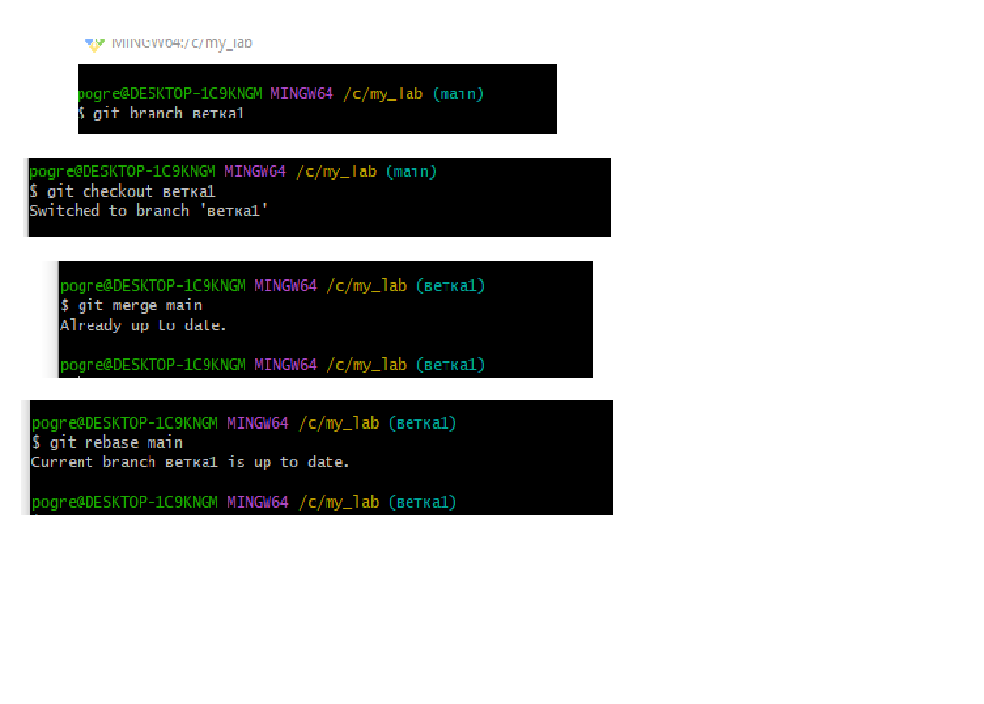 MINGW64:/c/my_lab
pogre@DESKTOP-1C9KNGM MINGW64 /c/my_lab (main)
$ git branch ветка1
pogre@DESKTOP-1C9KNGM MINGW64 /c/my_lab (main)
$ git checkout ветка1
Switched to branch 'ветка1'
pogre@DESKTOP-1C9KNGM MINGW64 /c/my_lab (ветка1)
$ git merge main
Already up to date.
pogre@DESKTOP-1C9KNGM MINGW64 /c/my_lab (ветка1)
pogre@DESKTOP-1C9KNGM MINGW64 /c/my_lab (ветка1)
$ git rebase main
Current branch ветка1 is up to date.
pogre@DESKTOP-1C9KNGM MINGW64 /c/my_lab (ветка1)